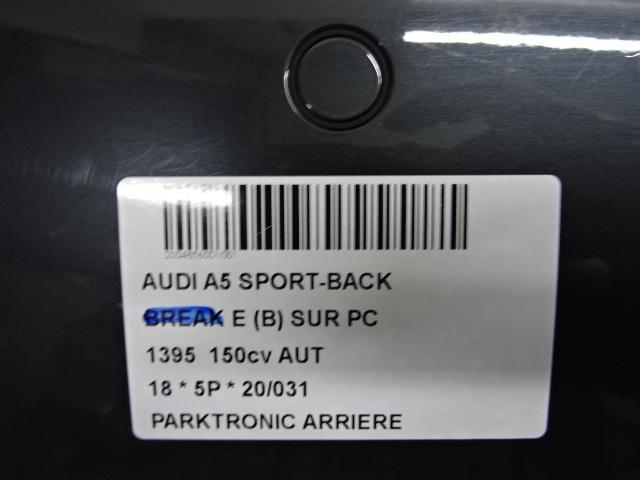 AUDI A5 SPORT-BACK
BREAK E (B) SUR PC
1395 150cv AUT
18 * 5P * 20/031
PARKTRONIC ARRIERE